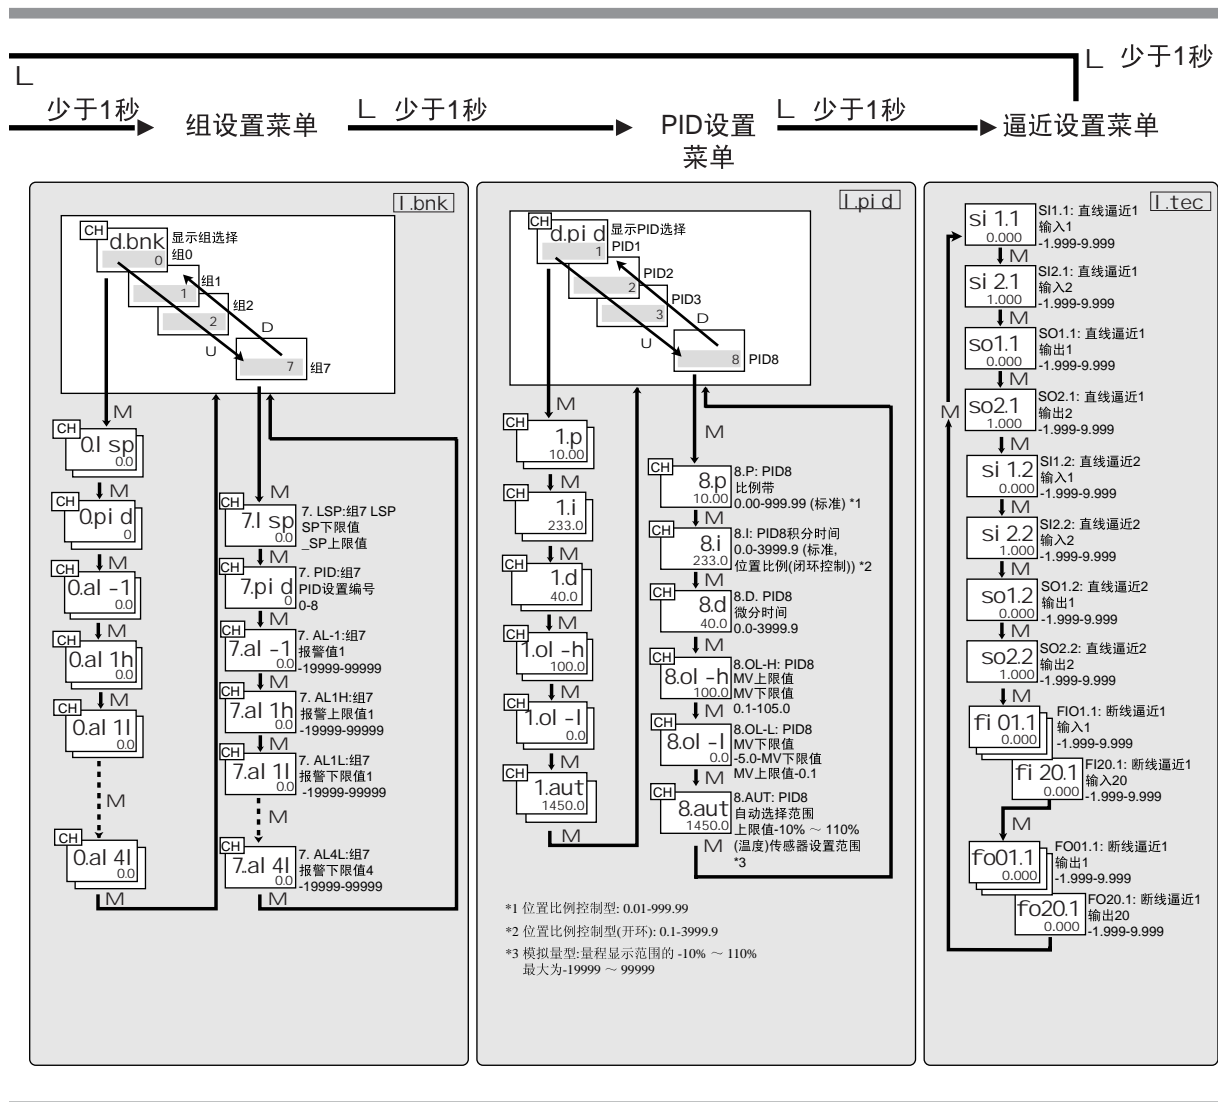 L 少于1秒
L
少于1秒
组设置菜单
L 少于1秒
PID设置
菜单
L 少于1秒
逼近设置菜单
l.bnk
CH
d.bnk
0
显示组选择
组0
1
组1
2
组2
D
U
7
组7
M
CH
0.l sp
0.0
M
CH
0.pi d
0
M
CH
0.al -1
0.0
M
CH
0.al 1h
0.0
M
CH
0.al 1l
0.0
M
CH
0.al 4l
0.0
M
M
CH
7.l sp
0.0
7. LSP:组7 LSP
SP下限值
_SP上限值
M
CH
7.pi d
0
7. PID:组7
PID设置编号
0-8
M
CH
7.al -1
0.0
7. AL-1:组7
报警值1
-19999-99999
M
CH
7.al 1h
0.0
7. AL1H:组7
报警上限值1
-19999-99999
M
CH
7.al 1l
0.0
7. AL1L:组7
报警下限值1
-19999-99999
M
CH
7.al 4l
0.0
7. AL4L:组7
报警下限值4
-19999-99999
M
l.pi d
CH
d.pi d
1
显示PID选择
PID1
2
PID2
3
PID3
D
U
8
PID8
M
CH
1.p
10.00
M
CH
1.i
233.0
M
CH
1.d
40.0
M
CH
1.ol -h
100.0
M
CH
1.ol -l
0.0
M
CH
1.aut
1450.0
M
M
CH
8.p
10.00
8.P: PID8
比例带
0.00-999.99 (标准) *1
M
CH
8.i
233.0
8.I: PID8积分时间
0.0-3999.9 (标准,
位置比例(闭环控制)) *2
M
CH
8.d
40.0
8.D. PID8
微分时间
0.0-3999.9
M
CH
8.ol -h
100.0
8.OL-H: PID8
MV上限值
MV下限值
0.1-105.0
M
CH
8.ol -l
0.0
8.OL-L: PID8
MV下限值
-5.0-MV下限值
MV上限值-0.1
M
CH
8.aut
1450.0
8.AUT: PID8
自动选择范围
上限值-10% ～ 110%
(温度)传感器设置范围
*3
M
*1 位置比例控制型: 0.01-999.99
*2 位置比例控制型(开环): 0.1-3999.9
*3 模拟量型:量程显示范围的 -10% ～ 110%
最大为-19999 ～ 99999
l.tec
si 1.1
0.000
SI1.1: 直线逼近1
输入1
-1.999-9.999
M
si 2.1
1.000
SI2.1: 直线逼近1
输入2
-1.999-9.999
M
so1.1
0.000
SO1.1: 直线逼近1
输出1
-1.999-9.999
M
M
so2.1
1.000
SO2.1: 直线逼近1
输出2
-1.999-9.999
M
si 1.2
0.000
SI1.2: 直线逼近2
输入1
-1.999-9.999
M
si 2.2
1.000
SI2.2: 直线逼近2
输入2
-1.999-9.999
M
so1.2
0.000
SO1.2: 直线逼近2
输出1
-1.999-9.999
M
so2.2
1.000
SO2.2: 直线逼近2
输出2
-1.999-9.999
M
fi 01.1
0.000
FIO1.1: 断线逼近1
输入1
-1.999-9.999
fi 20.1
0.000
FI20.1: 断线逼近1
输入20
-1.999-9.999
M
fo01.1
0.000
FO01.1: 断线逼近1
输出1
-1.999-9.999
fo20.1
0.000
FO20.1: 断线逼近1
输出20
-1.999-9.999